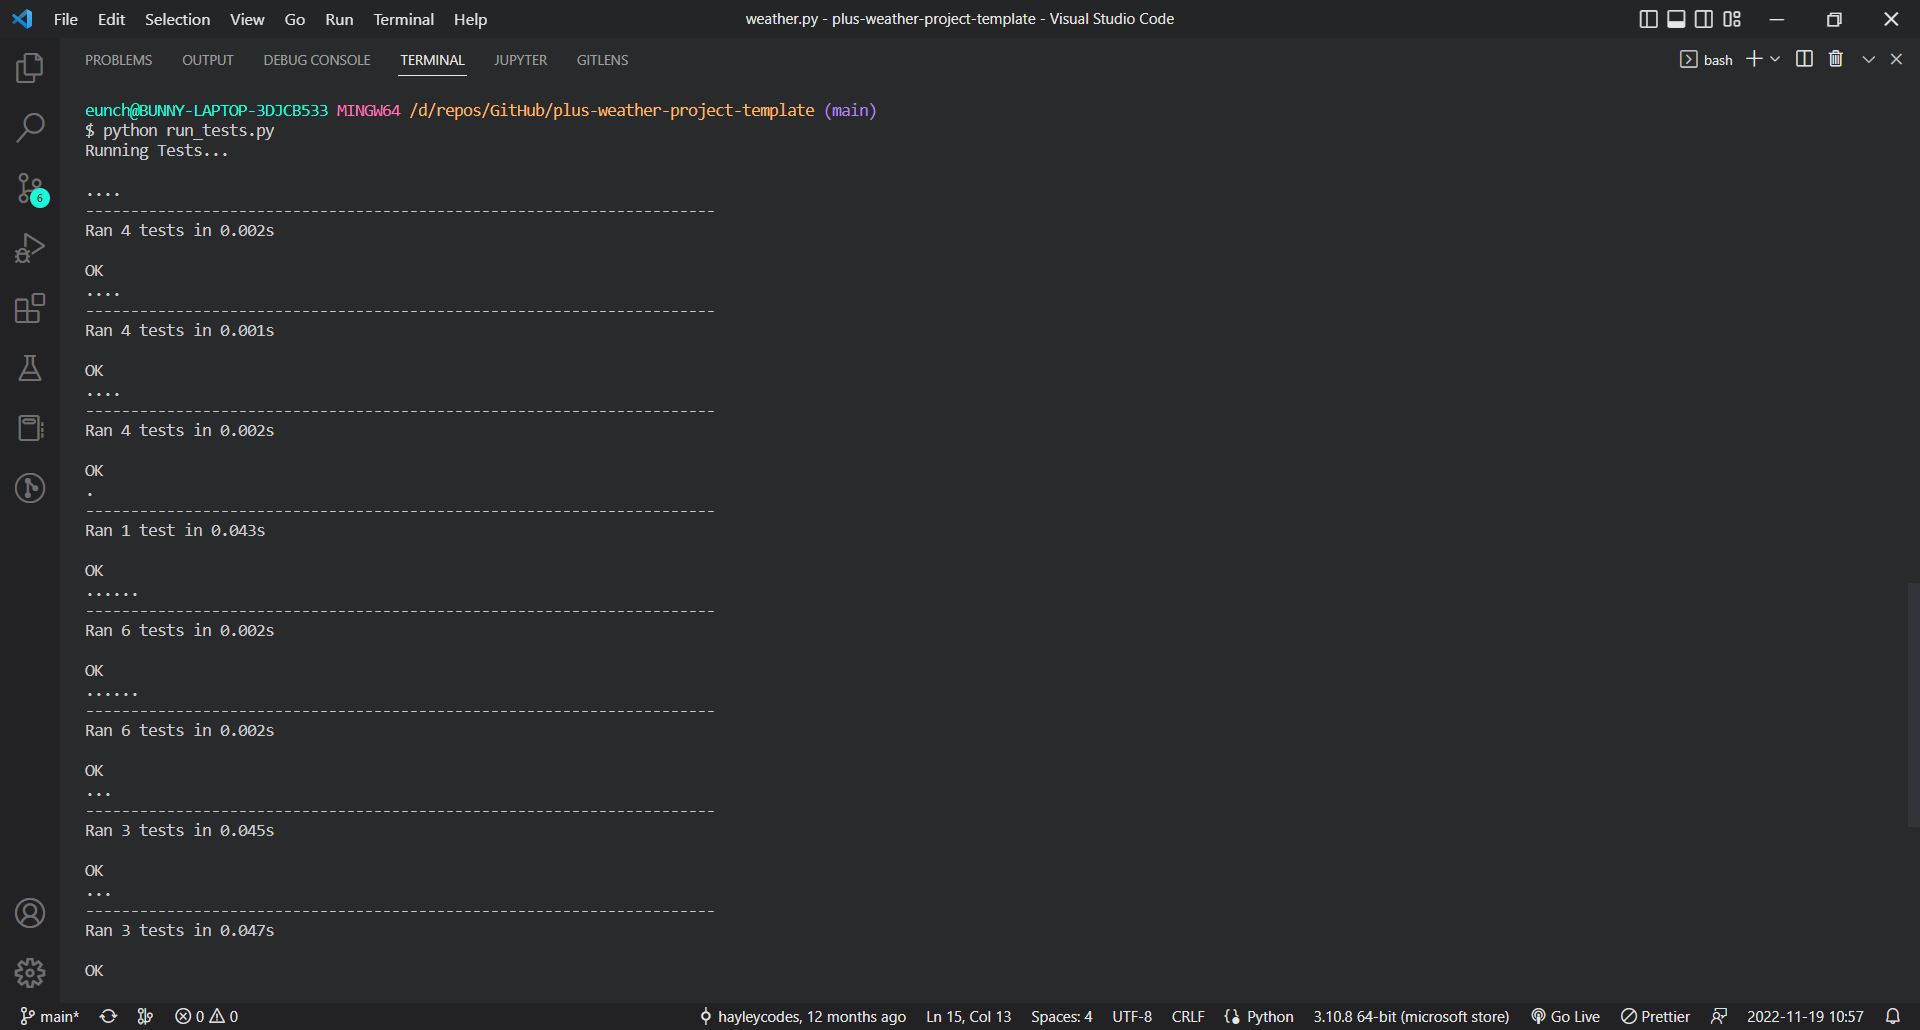 File Edit Selection View Go Run Terminal Help
weather.py - plus-weather-project-template - Visual Studio Code
PROBLEMS OUTPUT DEBUG CONSOLE TERMINAL JUPYTER GITLENS
bash
eunch@BUNNY-LAPTOP-3DJCB533 MINGW64 /d/repos/GitHub/plus-weather-project-template (main)
$ python run_tests.py
Running Tests...
....
----------------------------------------------------------------------
Ran 4 tests in 0.002s
OK
....
----------------------------------------------------------------------
Ran 4 tests in 0.001s
OK
....
----------------------------------------------------------------------
Ran 4 tests in 0.002s
OK
.
----------------------------------------------------------------------
Ran 1 test in 0.043s
OK
......
----------------------------------------------------------------------
Ran 6 tests in 0.002s
OK
......
----------------------------------------------------------------------
Ran 6 tests in 0.002s
OK
...
----------------------------------------------------------------------
Ran 3 tests in 0.045s
OK
...
----------------------------------------------------------------------
Ran 3 tests in 0.047s
OK
6
main* 0 0 hayleycodes, 12 months ago Ln 15, Col 13 Spaces: 4 UTF-8 CRLF Python 3.10.8 64-bit (microsoft store) Go Live Prettier 2022-11-19 10:57